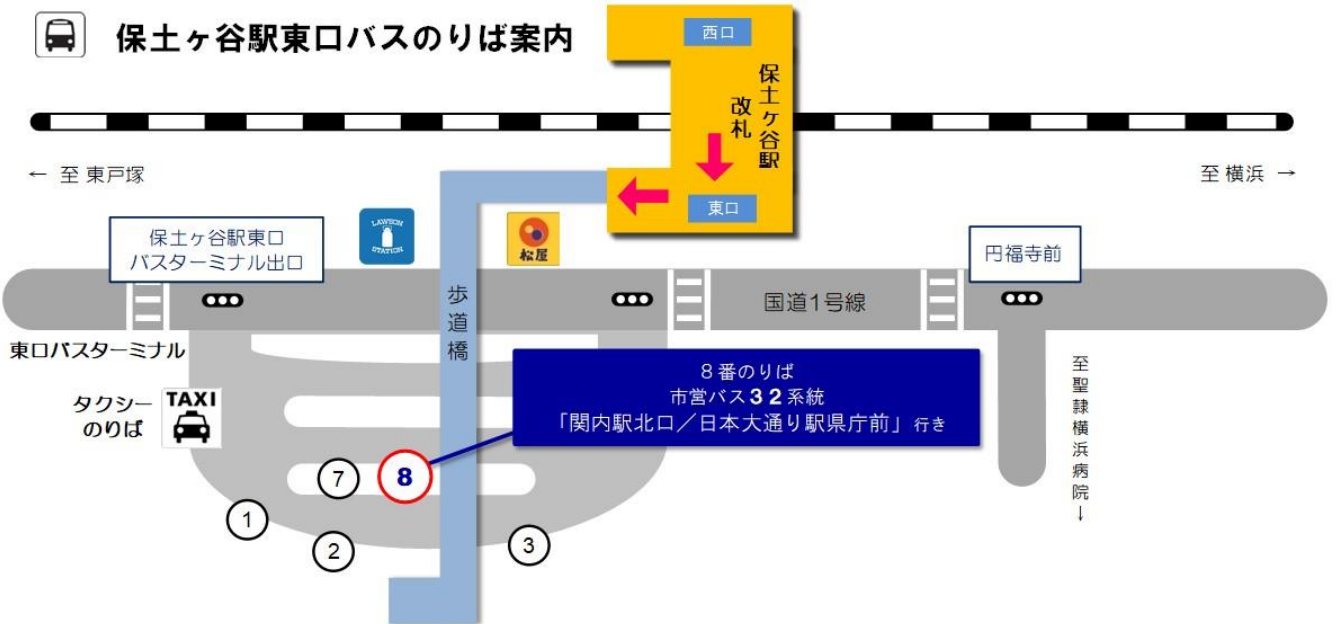 保土ヶ谷駅東口バスのりば案内
西口
保土ヶ谷駅
改札
東口
← 至 東戸塚
至 横浜 →
保土ヶ谷駅東口
バスターミナル出口
LAWSON
STATION
松屋
円福寺前
歩道橋
国道1号線
東口バスターミナル
タクシー
のりば
TAXI
8番のりば
市営バス32系統
「関内駅北口/日本大通り駅県庁前」行き
至聖隷横浜病院→
7
8
1
2
3